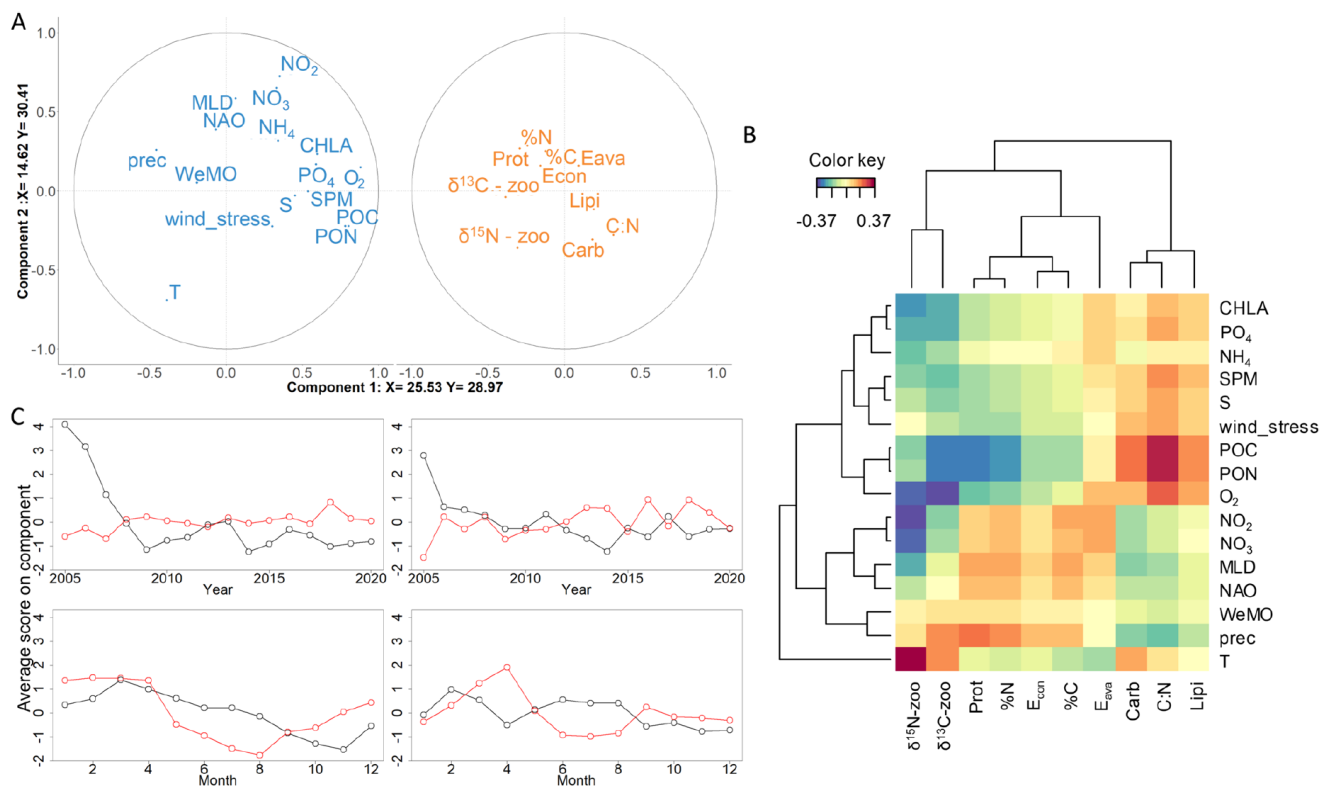 A
1.0
0.5
0.0
-0.5
-1.0
Component 2 :X= 14.62 Y= 30.41
NO₂
MLD
NO₃
NAO
NH₄
CHLA
prec
WeMO
PO₄
O₂
S
SPM
wind_stress
POC
PON
T
%N
Prot
%C
Eava
Econ
δ¹³C - zoo
Lipi
δ¹⁵N - zoo
C:N
Carb
-1.0 -0.5 0.0 0.5 1.0
-1.0 -0.5 0.0 0.5 1.0
Component 1: X= 25.53 Y= 28.97
B
Color key
-0.37 0.37
CHLA
PO₄
NH₄
SPM
S
wind_stress
POC
PON
O₂
NO₂
NO₃
MLD
NAO
WeMO
prec
T
δ¹⁵N-zoo
δ¹³C-zoo
Prot
%N
E_con
%C
E_ava
Carb
C:N
Lipi
C
Average score on component
4
3
2
1
0
-1
-2
2005 2010 2015 2020
Year
4
3
2
1
0
-1
-2
2005 2010 2015 2020
Year
4
3
2
1
0
-1
-2
2 4 6 8 10 12
Month
4
3
2
1
0
-1
-2
2 4 6 8 10 12
Month